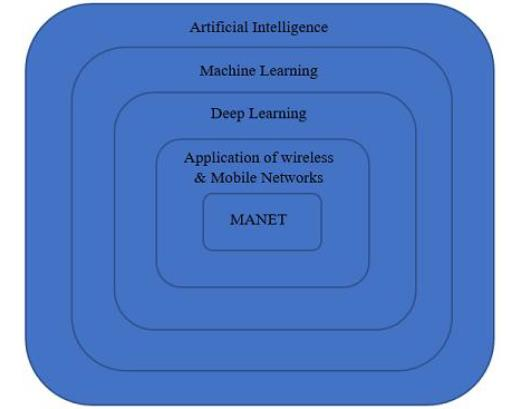 Artificial Intelligence
Machine Learning
Deep Learning
Application of wireless
& Mobile Networks
MANET